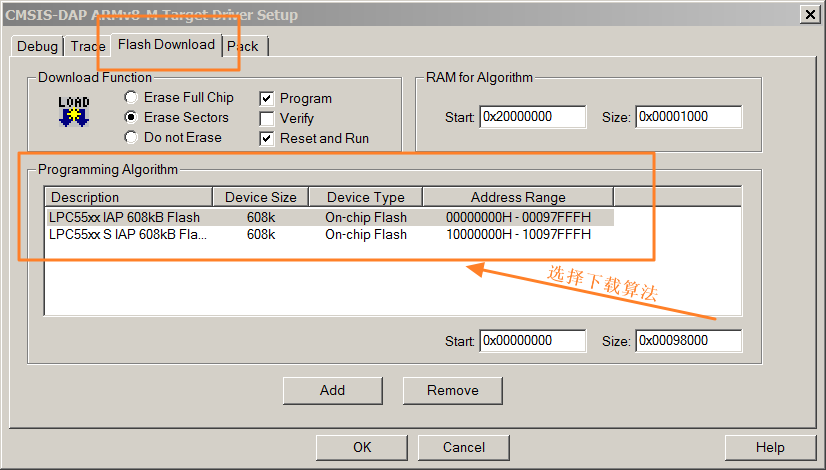 CMSIS-DAP ARMv8-M Target Driver Setup
Debug Trace Flash Download Pack
Download Function
LOAD
Erase Full Chip
Erase Sectors
Do not Erase
Program
Verify
Reset and Run
RAM for Algorithm
Start: 0x20000000 Size: 0x00001000
Programming Algorithm
Description Device Size Device Type Address Range
LPC55xx IAP 608kB Flash 608k On-chip Flash 00000000H - 00097FFFH
LPC55xx S IAP 608kB Fla... 608k On-chip Flash 10000000H - 10097FFFH
选择下载算法
Start: 0x00000000 Size: 0x00098000
Add Remove
OK Cancel Help